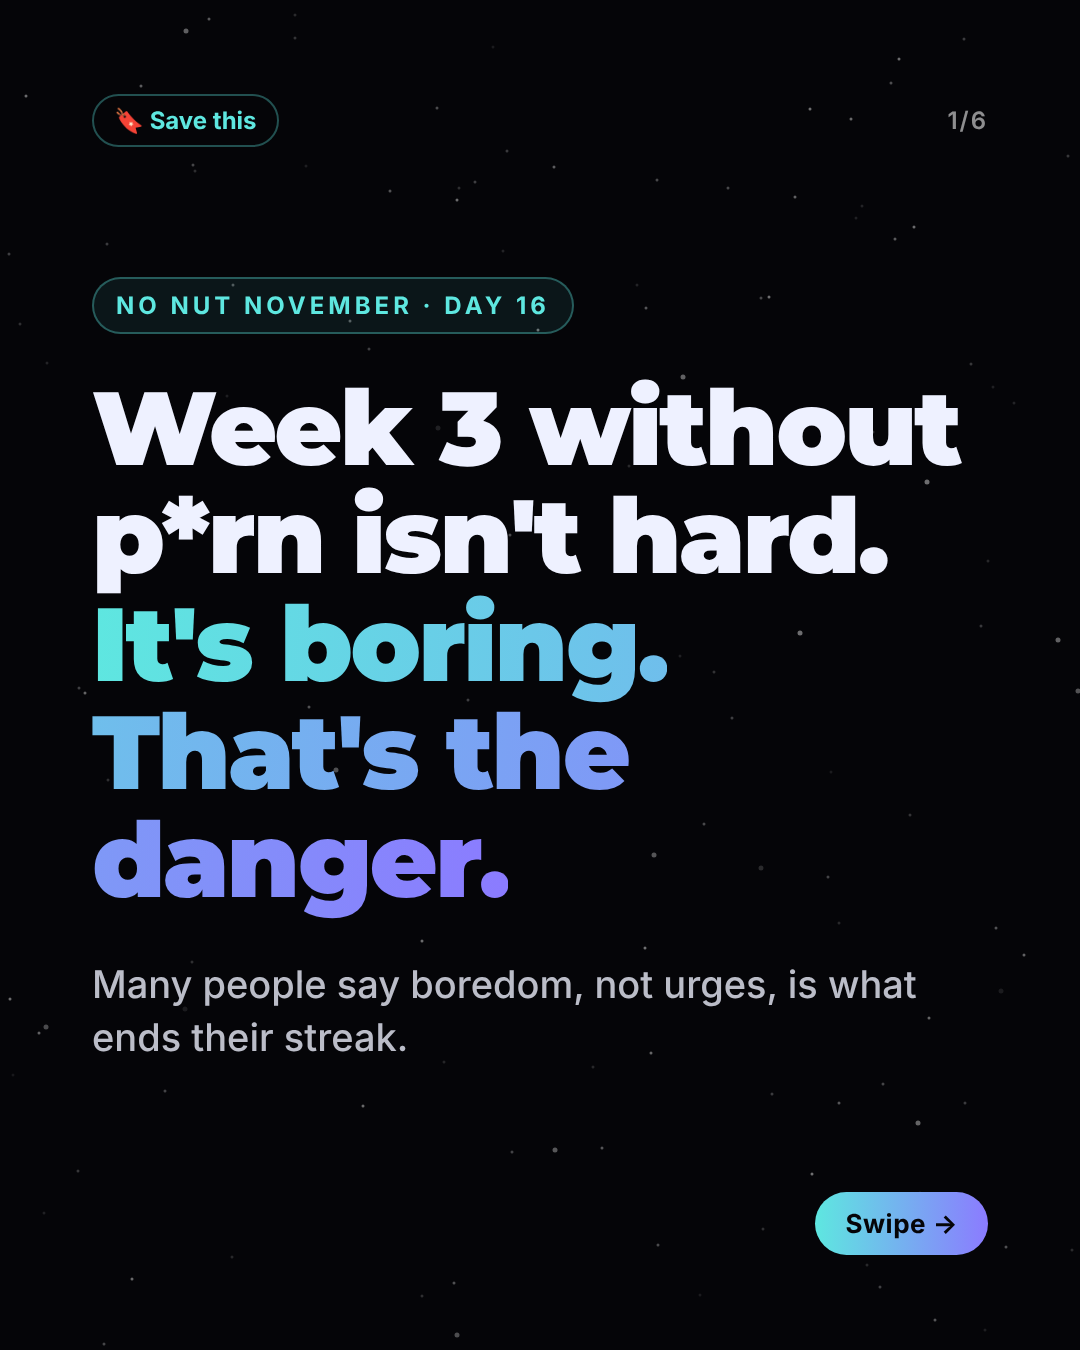 🔖 Save this
1/6
NO NUT NOVEMBER · DAY 16
Week 3 without
p*rn isn't hard.
It's boring.
That's the
danger.
Many people say boredom, not urges, is what
ends their streak.
Swipe →